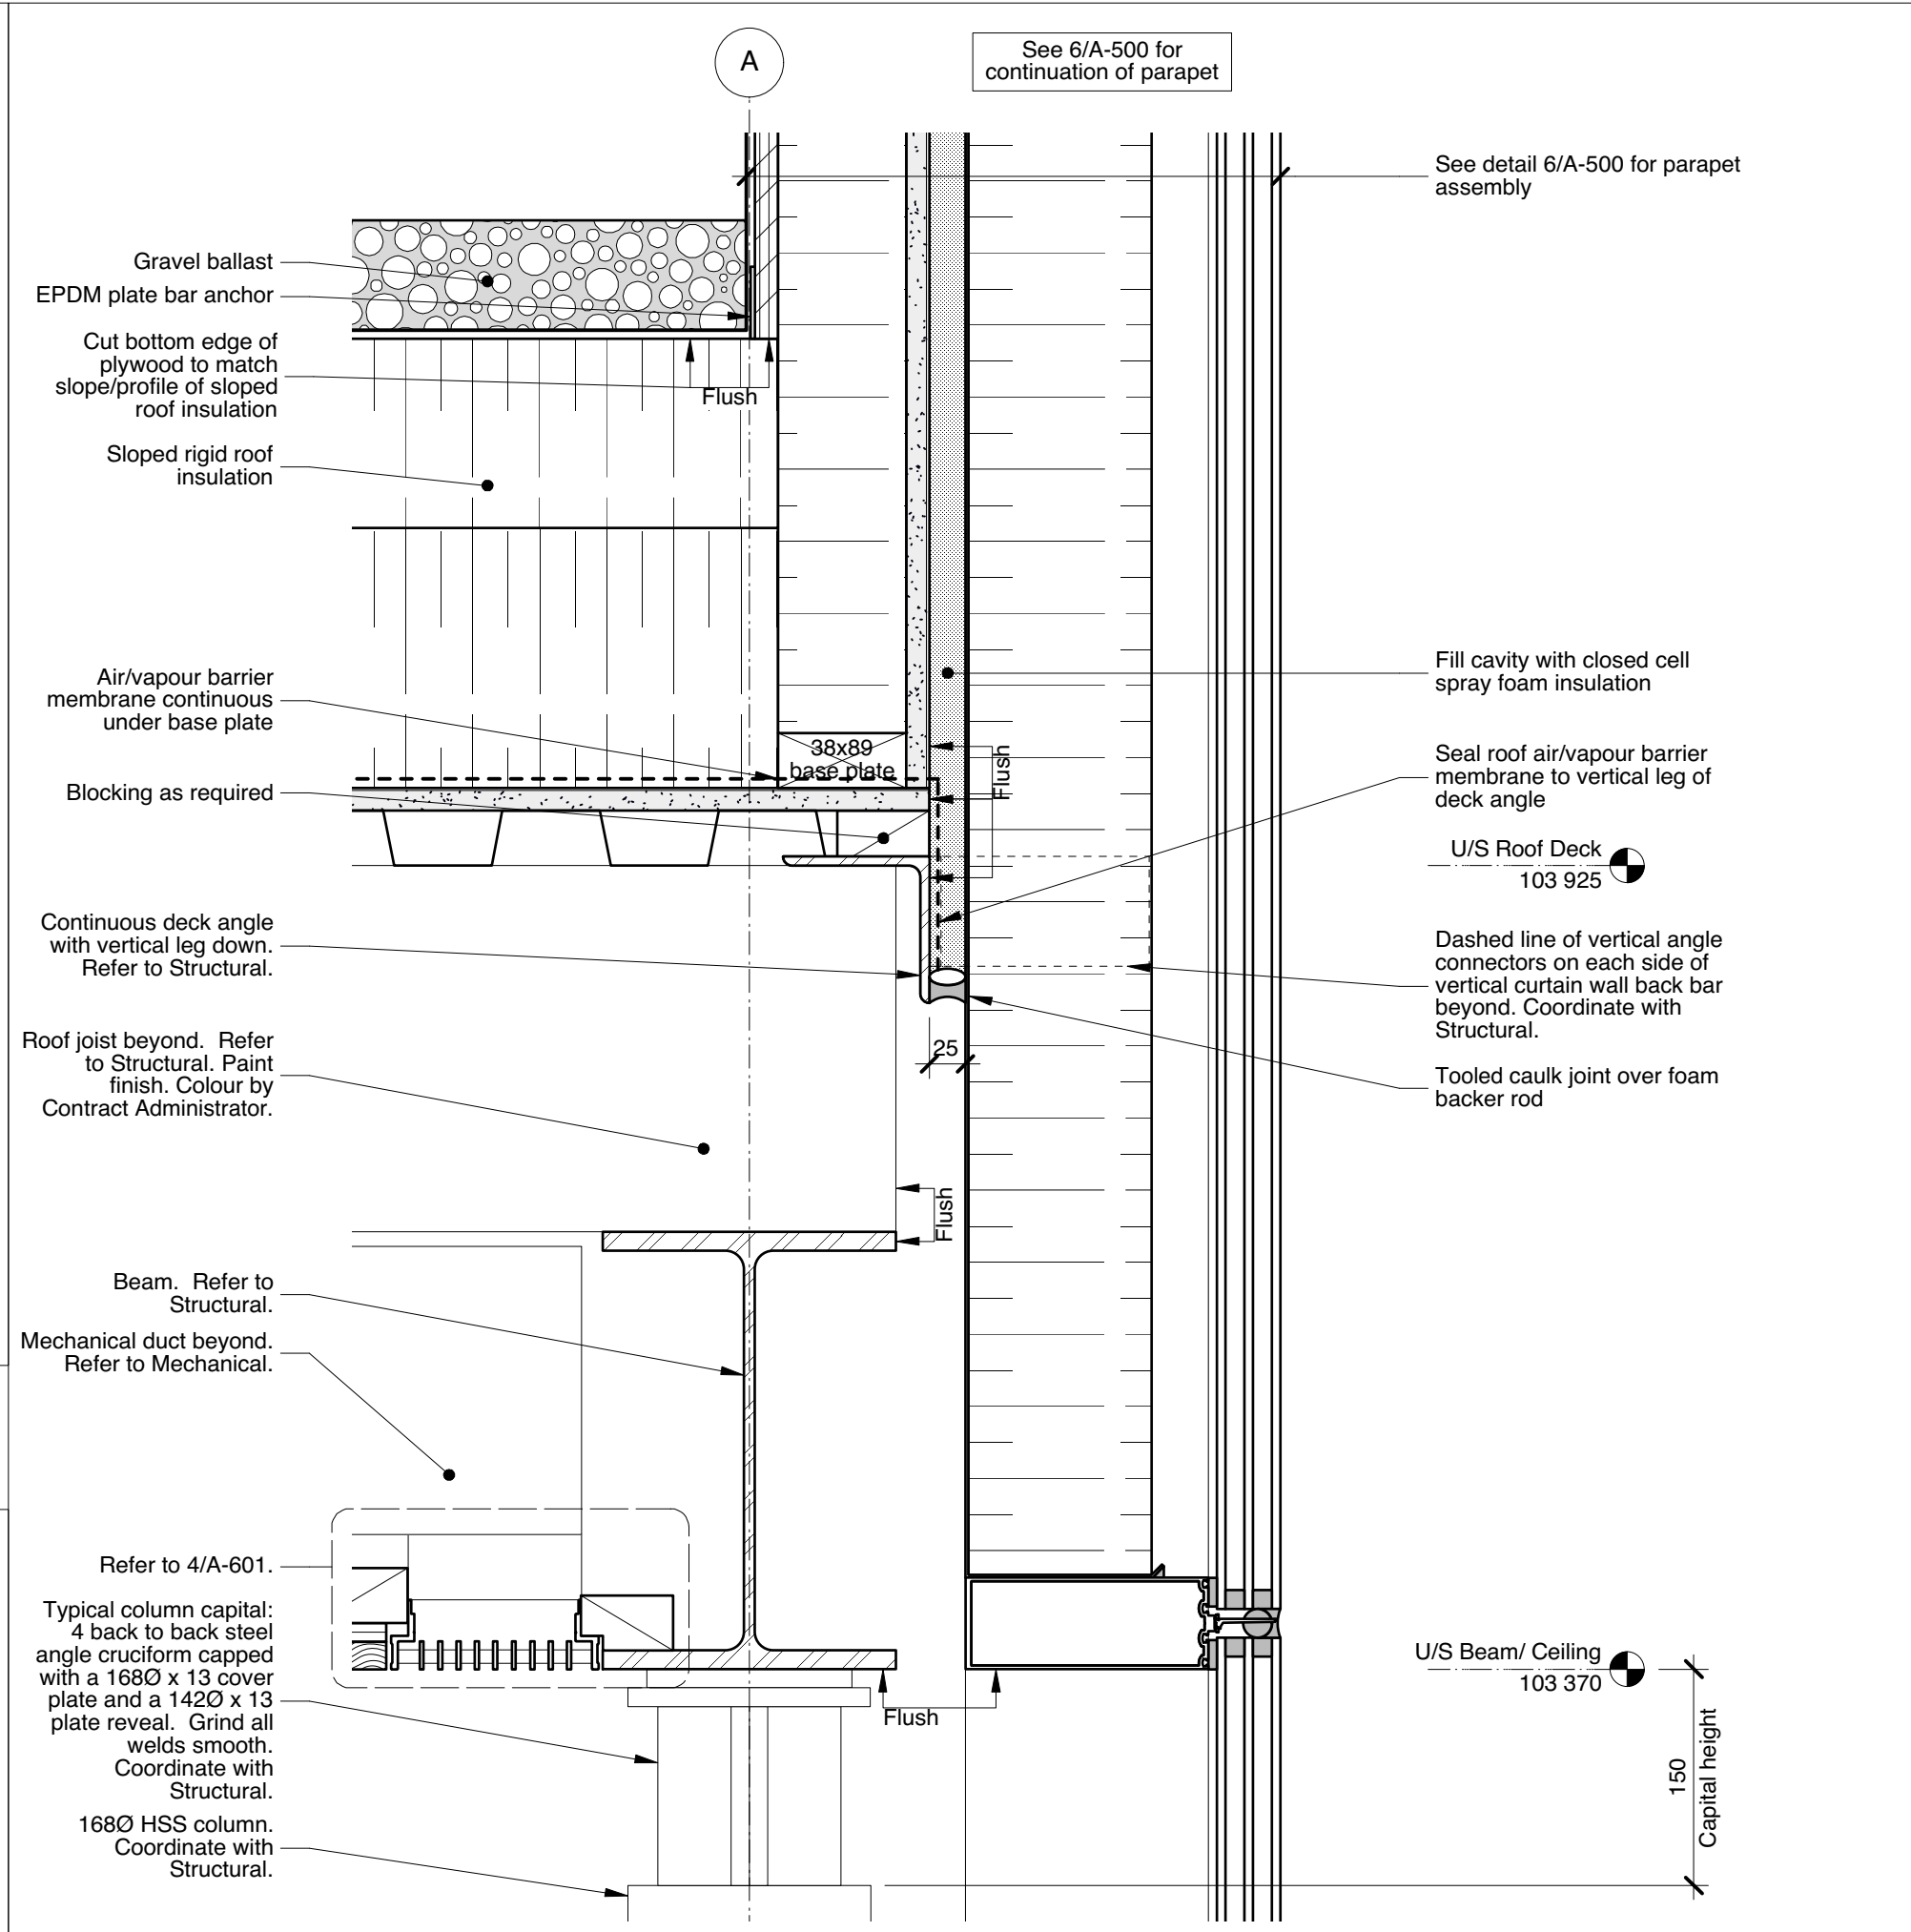 A
See 6/A-500 for
continuation of parapet
See detail 6/A-500 for parapet
assembly
Gravel ballast
EPDM plate bar anchor
Cut bottom edge of
plywood to match
slope/profile of sloped
roof insulation
Flush
Sloped rigid roof
insulation
Air/vapour barrier
membrane continuous
under base plate
38x89
base plate
Flush
Blocking as required
Fill cavity with closed cell
spray foam insulation
Seal roof air/vapour barrier
membrane to vertical leg of
deck angle
U/S Roof Deck
103 925
Continuous deck angle
with vertical leg down.
Refer to Structural.
Dashed line of vertical angle
connectors on each side of
vertical curtain wall back bar
beyond. Coordinate with
Structural.
25
Roof joist beyond. Refer
to Structural. Paint
finish. Colour by
Contract Administrator.
Tooled caulk joint over foam
backer rod
Flush
Beam. Refer to
Structural.
Mechanical duct beyond.
Refer to Mechanical.
Refer to 4/A-601.
Typical column capital:
4 back to back steel
angle cruciform capped
with a 168Ø x 13 cover
plate and a 142Ø x 13
plate reveal. Grind all
welds smooth.
Coordinate with
Structural.
Flush
U/S Beam/ Ceiling
103 370
150
Capital height
168Ø HSS column.
Coordinate with
Structural.